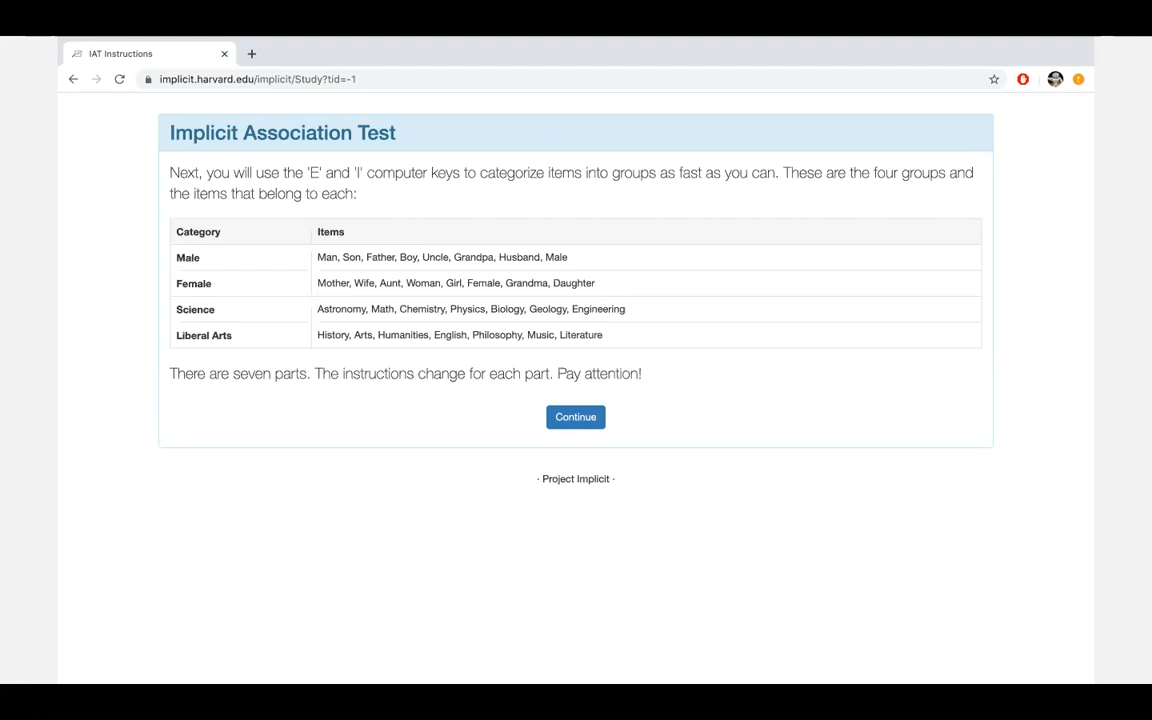 IAT Instructions
implicit.harvard.edu/implicit/Study?tid=-1
Implicit Association Test
Next, you will use the 'E' and 'I' computer keys to categorize items into groups as fast as you can. These are the four groups and
the items that belong to each:
Category Items
Male Man, Son, Father, Boy, Uncle, Grandpa, Husband, Male
Female Mother, Wife, Aunt, Woman, Girl, Female, Grandma, Daughter
Science Astronomy, Math, Chemistry, Physics, Biology, Geology, Engineering
Liberal Arts History, Arts, Humanities, English, Philosophy, Music, Literature
There are seven parts. The instructions change for each part. Pay attention!
Continue
· Project Implicit ·